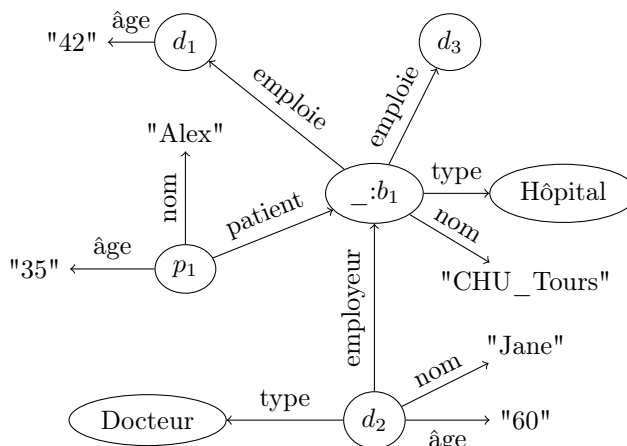 âge
"42"
d1
d3
emploie
emploie
"Alex"
nom
patient
_:b1
type
Hôpital
nom
"CHU_Tours"
âge
"35"
p1
employeur
"Jane"
nom
Docteur
type
d2
"60"
âge